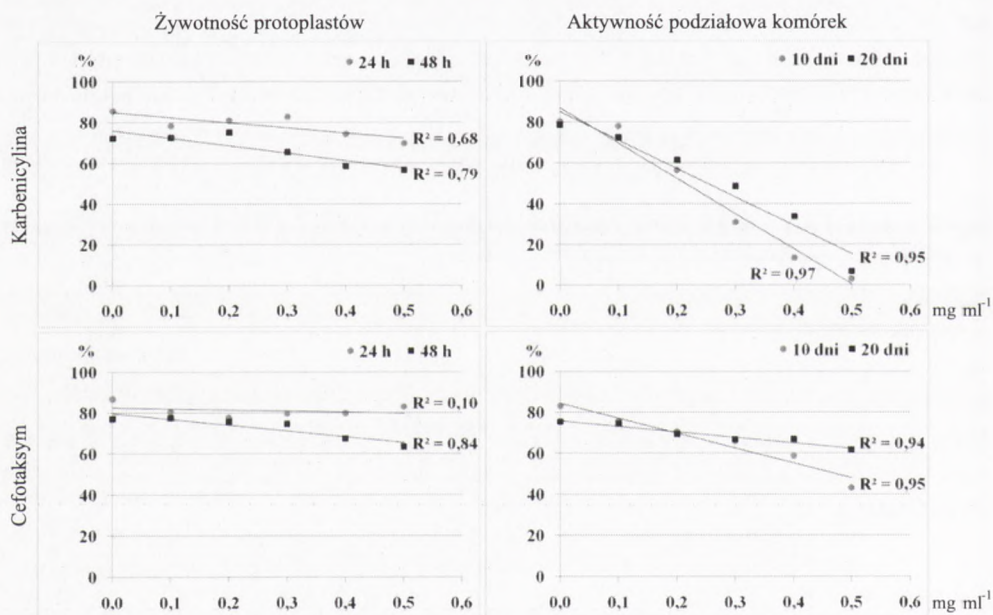 Żywotność protoplastów
Aktywność podziałowa komórek
Karbenicylina
%
24 h 48 h
100
80
60
40
20
0
R² = 0,68
R² = 0,79
0,0 0,1 0,2 0,3 0,4 0,5 0,6
%
10 dni 20 dni
100
80
60
40
20
0
R² = 0,95
R² = 0,97
0,0 0,1 0,2 0,3 0,4 0,5 0,6 mg ml⁻¹
Cefotaksym
%
24 h 48 h
100
80
60
40
20
0
R² = 0,10
R² = 0,84
0,0 0,1 0,2 0,3 0,4 0,5 0,6
%
10 dni 20 dni
100
80
60
40
20
0
R² = 0,94
R² = 0,95
0,0 0,1 0,2 0,3 0,4 0,5 0,6 mg ml⁻¹